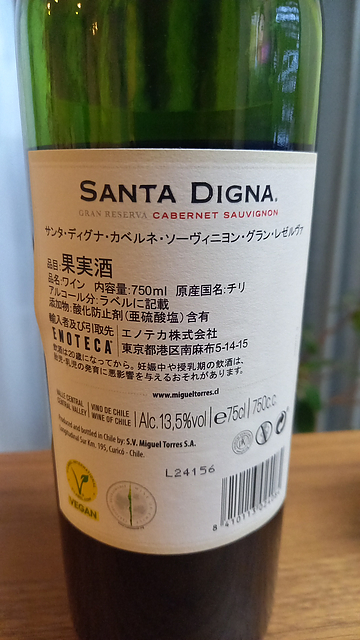 SANTA DIGNA®
GRAN RESERVA CABERNET SAUVIGNON
サンタ・ディグナ・カベルネ・ソーヴィニヨン・グラン・レゼルヴァ
品目:果実酒
品名:ワイン 内容量:750ml 原産国名:チリ
アルコール分:ラベルに記載
添加物:酸化防止剤(亜硫酸塩)含有
輸入者及び引取先 エノテカ株式会社
ENOTECA 東京都港区南麻布5-14-15
飲酒は20歳になってから。妊娠中や授乳期の飲酒は、
胎児・乳児の発育に悪影響を与えるおそれがあります。
www.migueltorres.cl
VALLE CENTRAL VINO DE CHILE
CENTRAL VALLEY WINE OF CHILE
Alc.13,5%vol ℮75cl 750c.c.
Produced and bottled in Chile by: S.V. Miguel Torres S.A.
Longitudinal Sur Km. 195, Curicó - Chile.
L24156
VEGAN